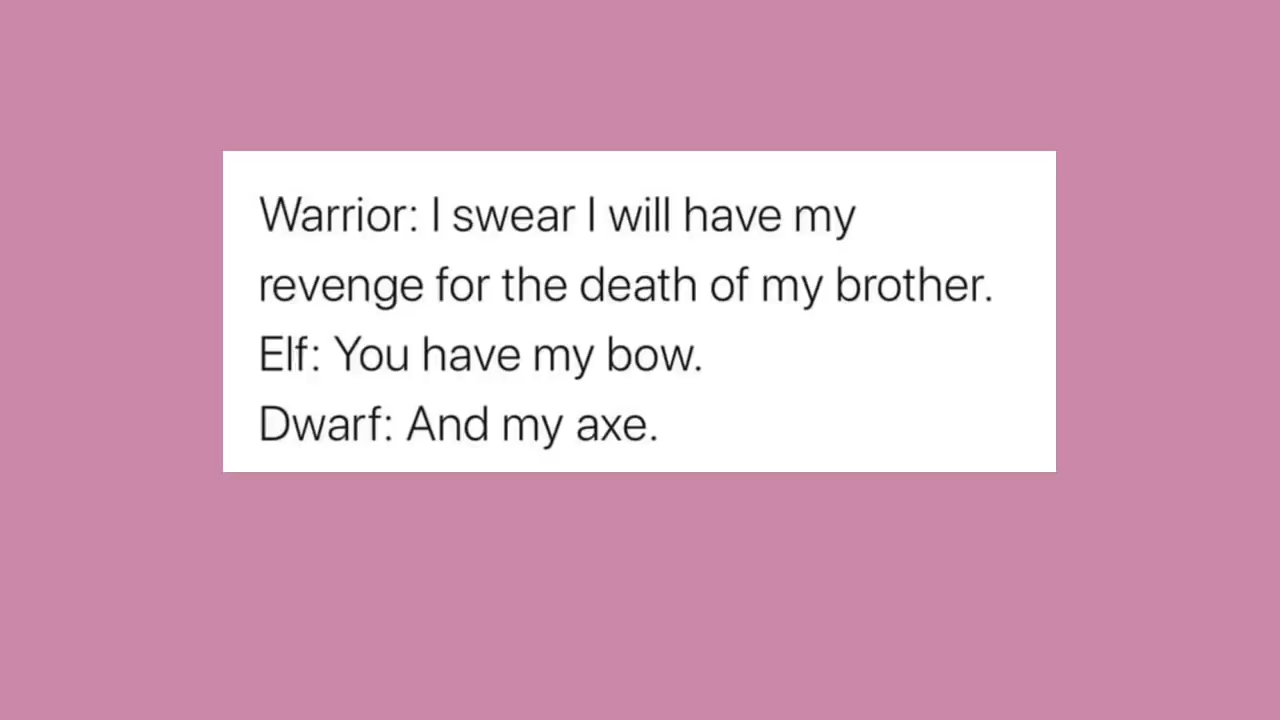 Warrior: I swear I will have my
revenge for the death of my brother.
Elf: You have my bow.
Dwarf: And my axe.